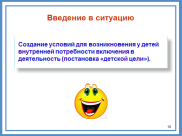 Введение в ситуацию
Создание условий для возникновения у детей
внутренней потребности включения в
деятельность (постановка «детской цели»).